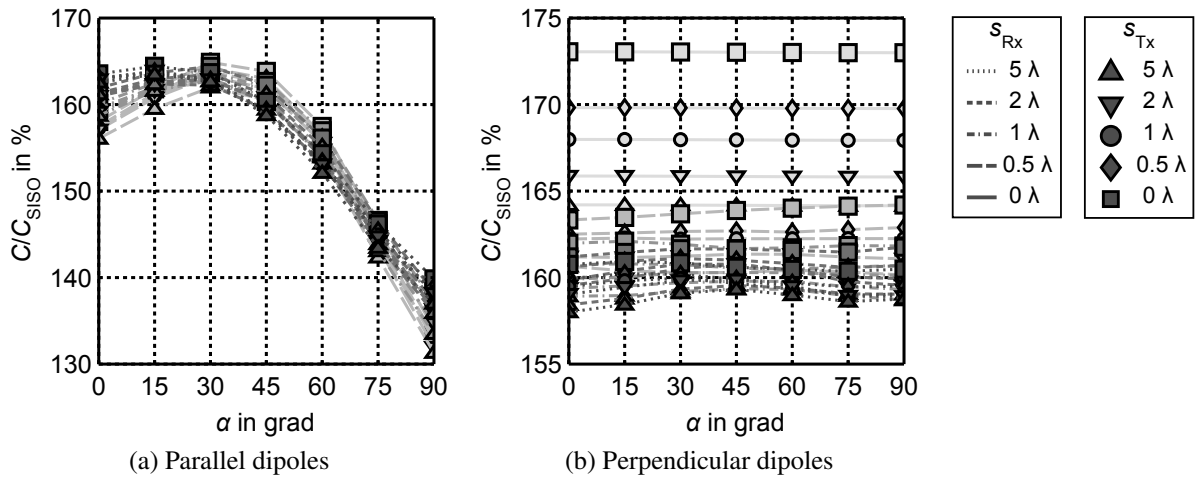 170
160
150
140
130
C/C_SISO in %
0 15 30 45 60 75 90
α in grad
(a) Parallel dipoles
175
170
165
160
155
C/C_SISO in %
0 15 30 45 60 75 90
α in grad
(b) Perpendicular dipoles
s_Rx
5 λ
2 λ
1 λ
0.5 λ
0 λ
s_Tx
5 λ
2 λ
1 λ
0.5 λ
0 λ